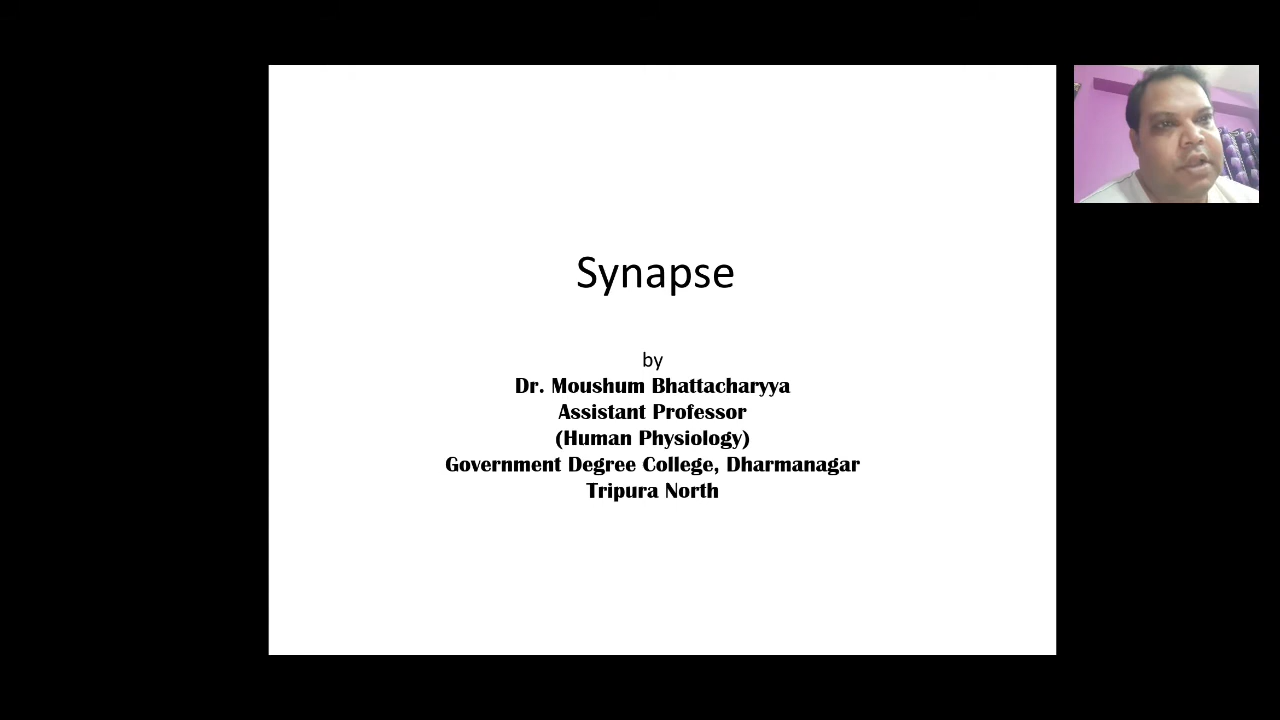 Synapse
by
Dr. Moushum Bhattacharyya
Assistant Professor
(Human Physiology)
Government Degree College, Dharmanagar
Tripura North